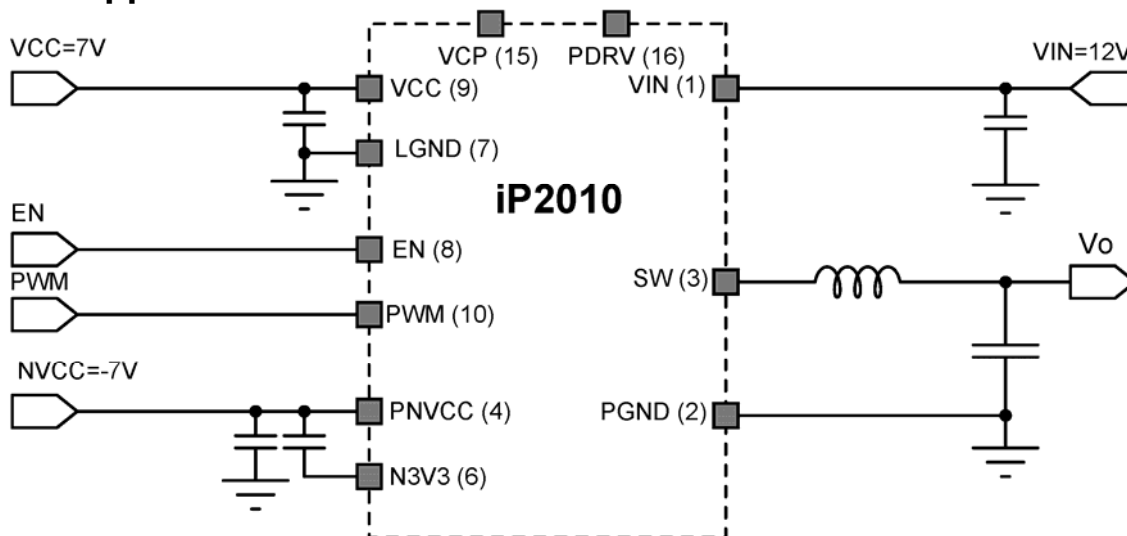 VCC=7V
VCP (15) PDRV (16)
VIN=12V
VCC (9)
VIN (1)
LGND (7)
iP2010
EN
EN (8)
SW (3)
Vo
PWM
PWM (10)
NVCC=-7V
PNVCC (4)
PGND (2)
N3V3 (6)